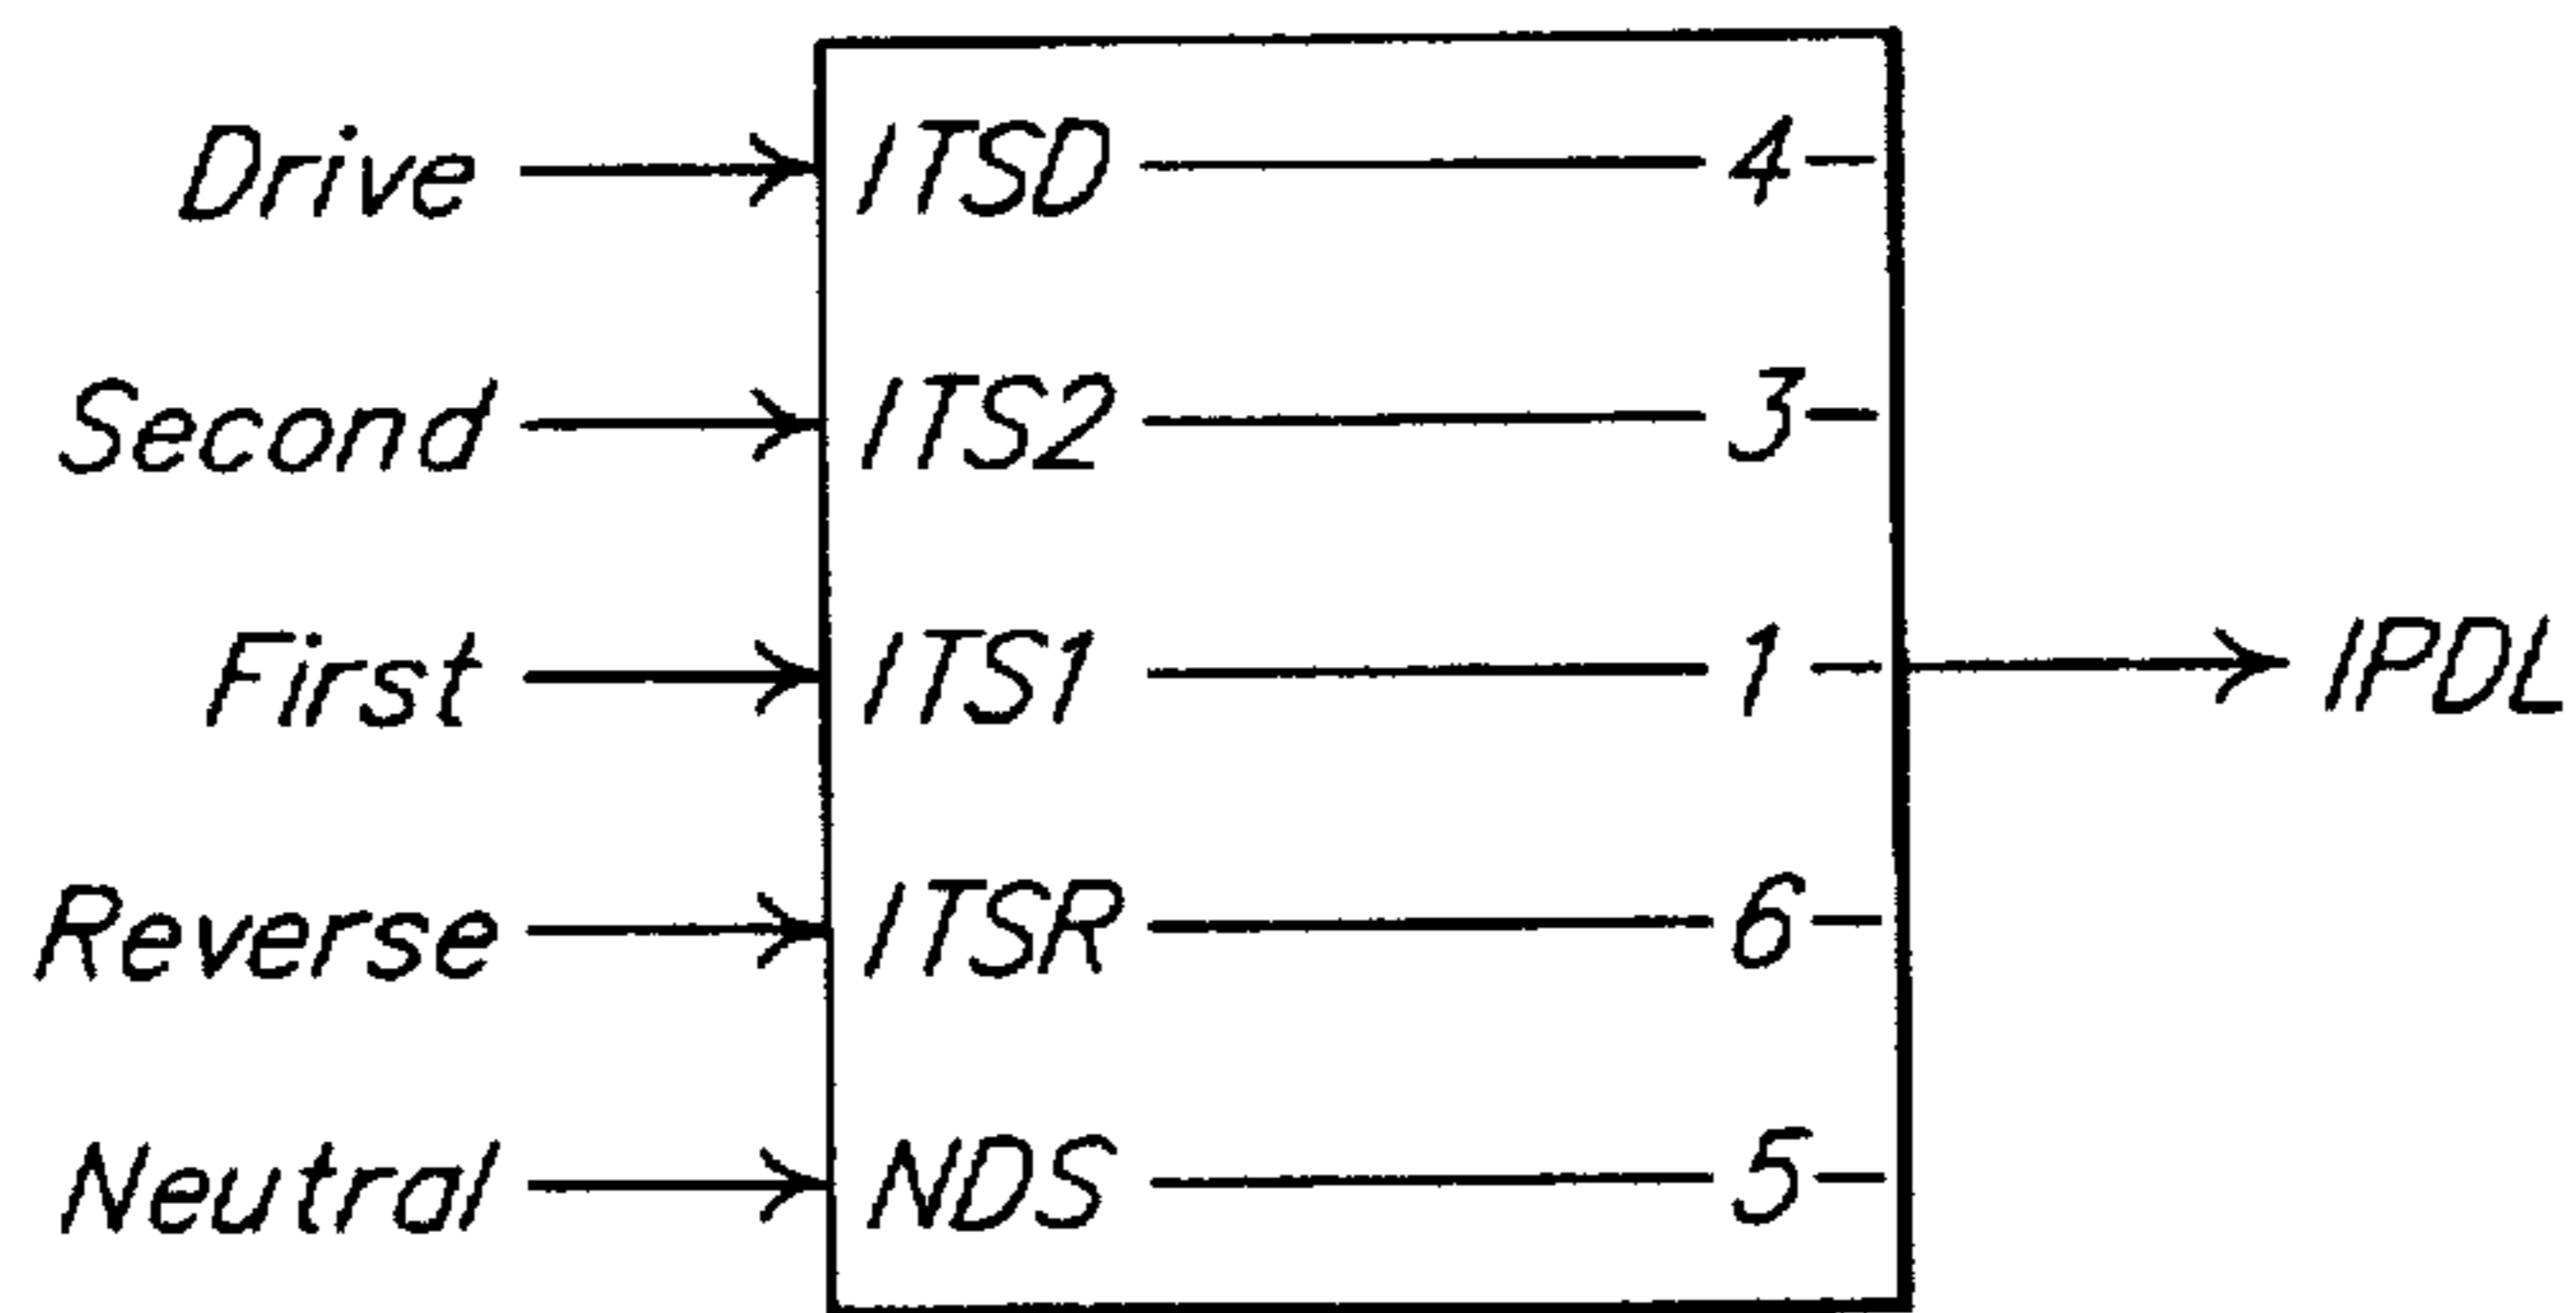 Drive ITSD 4
Second ITS2 3
First ITS1 1 IPDL
Reverse ITSR 6
Neutral NDS 5